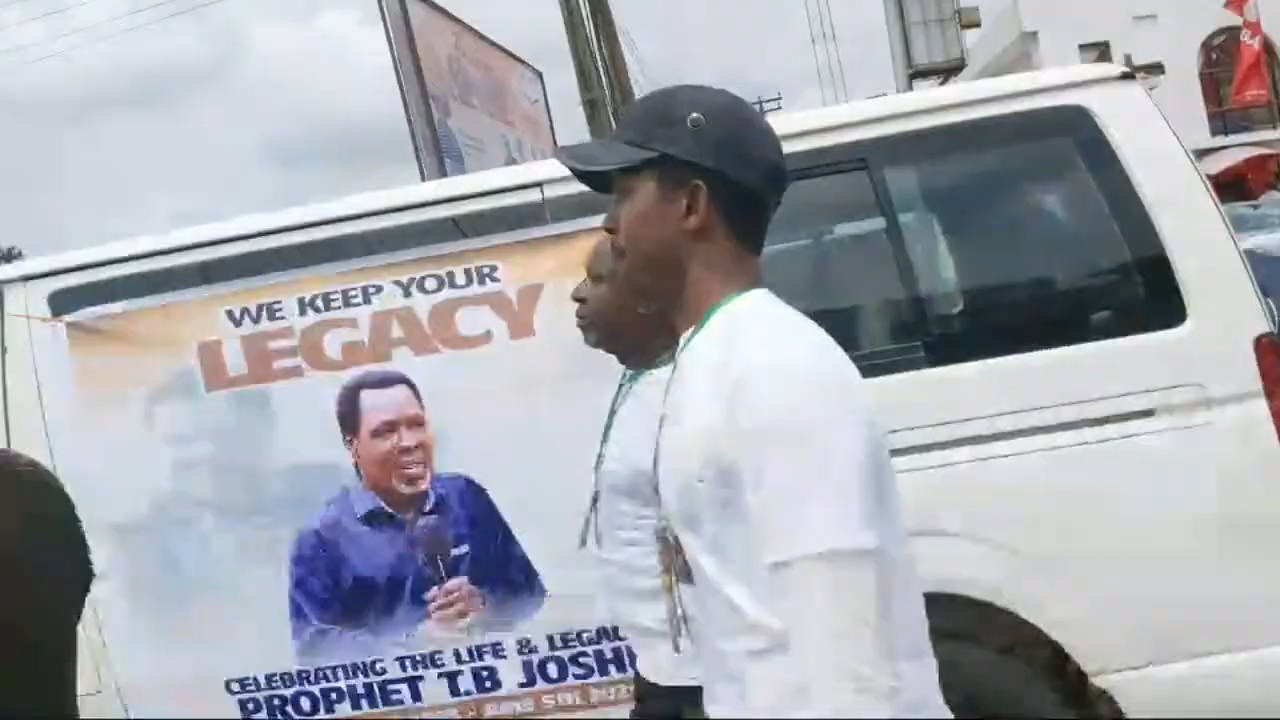 WE KEEP YOUR
LEGACY
CELEBRATING THE LIFE & LEGAC
PROPHET T.B JOSH